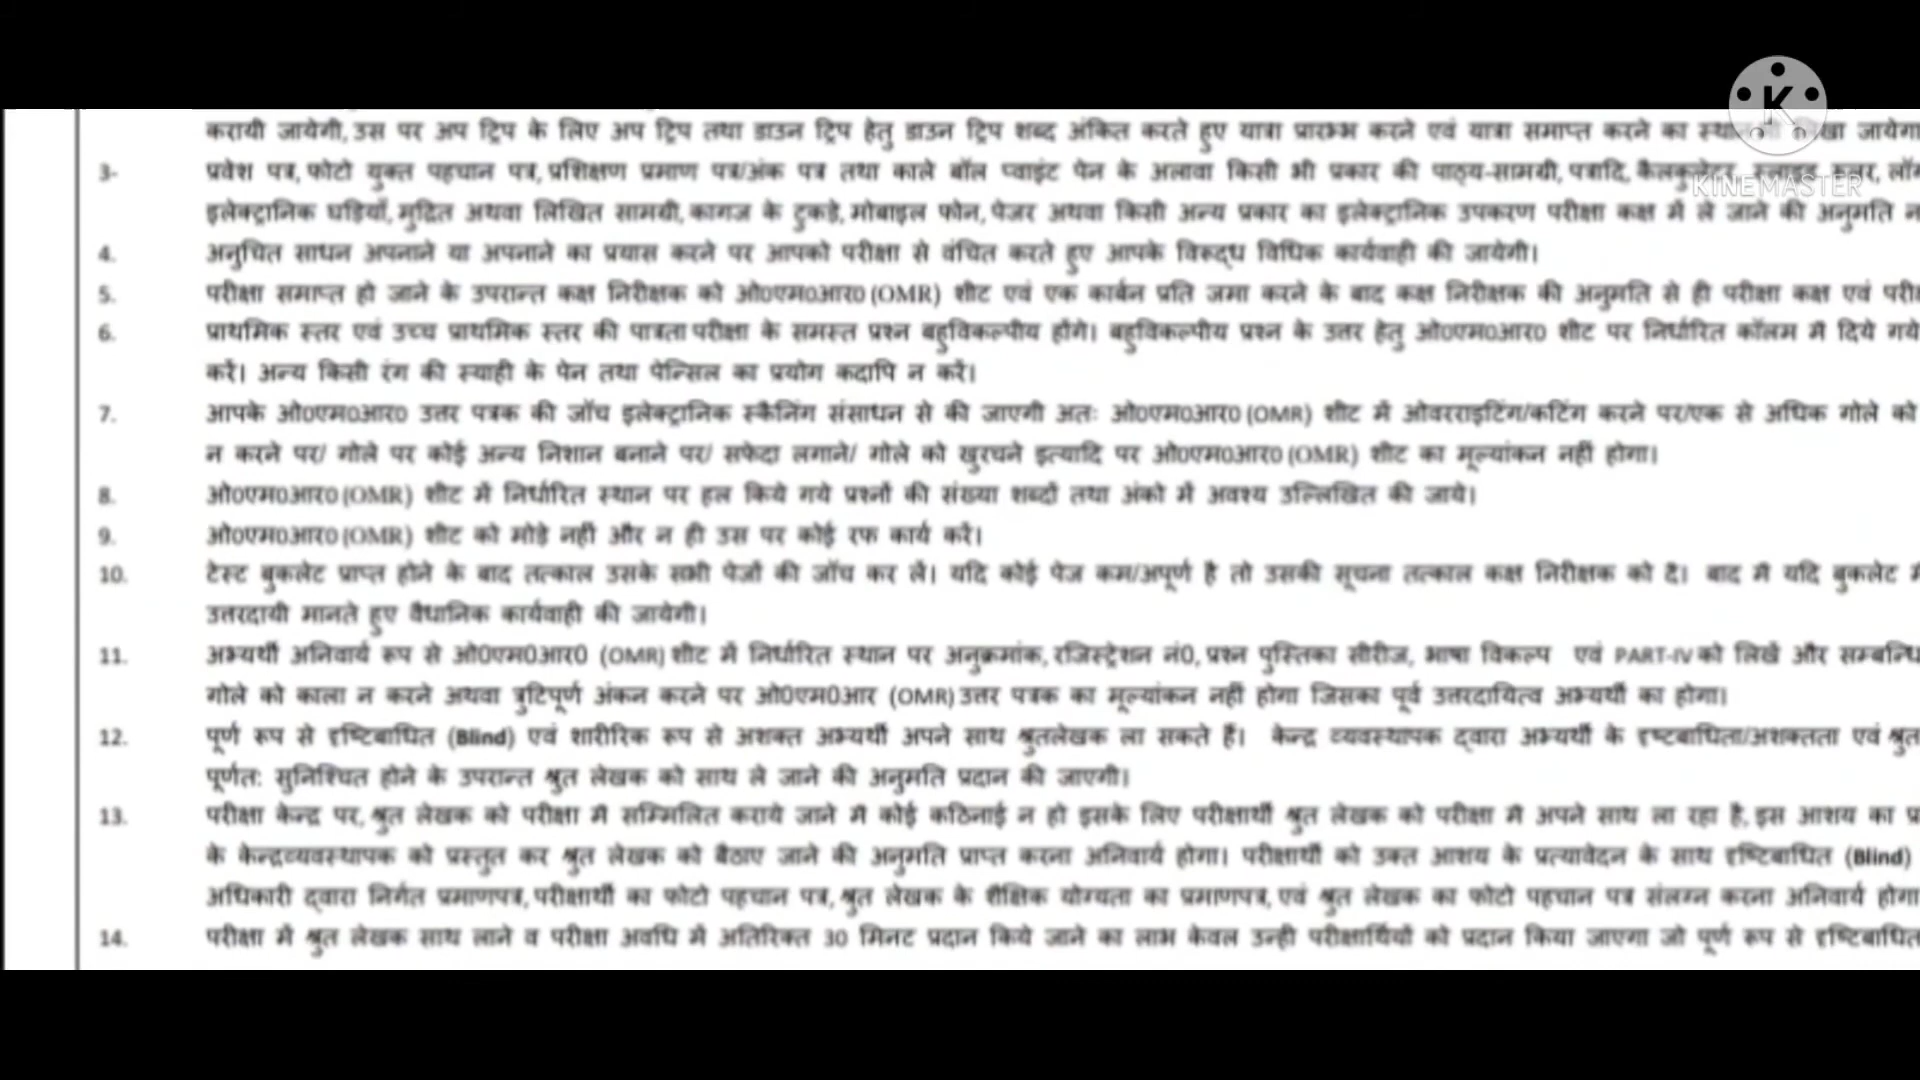 करायी जायेगी, उस पर अप ट्रिप के लिए अप ट्रिप तथा डाउन ट्रिप हेतु डाउन ट्रिप शब्द अंकित करते हुए यात्रा प्रारम्भ करने एवं यात्रा समाप्त करने का जायेगा
3- प्रवेश पत्र, फोटो युक्त पहचान पत्र, प्रशिक्षण प्रमाण पत्र/अंक पत्र तथा काले बॉल प्वाइंट पेन के अलावा किसी भी प्रकार की पाठ्य-सामग्री, पत्रादि, कैलकुलेटर,
KINEMASTER
इलेक्ट्रानिक घड़ियाँ, मुद्रित अथवा लिखित सामग्री, कागज के टुकड़े, मोबाइल फोन, पेजर अथवा किसी अन्य प्रकार का इलेक्ट्रानिक उपकरण परीक्षा कक्ष में ले जाने की अनुमति
4. अनुचित साधन अपनाने या अपनाने का प्रयास करने पर आपको परीक्षा से वंचित करते हुए आपके विरूद्ध विधिक कार्यवाही की जायेगी।
5. परीक्षा समाप्त हो जाने के उपरान्त कक्ष निरीक्षक को ओ0एम0आर0 (OMR) शीट एवं एक कार्बन प्रति जमा करने के बाद कक्ष निरीक्षक की अनुमति से ही परीक्षा कक्ष एवं
6. प्राथमिक स्तर एवं उच्च प्राथमिक स्तर की पात्रता परीक्षा के समस्त प्रश्न बहुविकल्पीय होंगे। बहुविकल्पीय प्रश्न के उत्तर हेतु ओ0एम0आर0 शीट पर निर्धारित कॉलम में दिये गये
करें। अन्य किसी रंग की स्याही के पेन तथा पेन्सिल का प्रयोग कदापि न करें।
7. आपके ओ0एम0आर0 उत्तर पत्रक की जॉच इलेक्ट्रानिक स्कैनिंग संसाधन से की जाएगी अतः ओ0एम0आर0 (OMR) शीट में ओवरराइटिंग/कटिंग करने पर/एक से अधिक गोले को
न करने पर/ गोले पर कोई अन्य निशान बनाने पर/ सफेदा लगाने/ गोले को खुरचने इत्यादि पर ओ0एम0आर0 (OMR) शीट का मूल्यांकन नहीं होगा।
8. ओ0एम0आर0 (OMR) शीट में निर्धारित स्थान पर हल किये गये प्रश्नों की संख्या शब्दों तथा अंको में अवश्य उल्लिखित की जाये।
9. ओ0एम0आर0 (OMR) शीट को मोड़े नहीं और न ही उस पर कोई रफ कार्य करें।
10. टेस्ट बुकलेट प्राप्त होने के बाद तत्काल उसके सभी पेजों की जॉच कर लें। यदि कोई पेज कम/अपूर्ण है तो उसकी सूचना तत्काल कक्ष निरीक्षक को दें। बाद में यदि बुकलेट
उत्तरदायी मानते हुए वैधानिक कार्यवाही की जायेगी।
11. अभ्यर्थी अनिवार्य रूप से ओ0एम0आर0 (OMR) शीट में निर्धारित स्थान पर अनुक्रमांक, रजिस्ट्रेशन नं0, प्रश्न पुस्तिका सीरीज, भाषा विकल्प एवं PART-IV को लिखें और
गोले को काला न करने अथवा त्रुटिपूर्ण अंकन करने पर ओ0एम0आर (OMR) उत्तर पत्रक का मूल्यांकन नहीं होगा जिसका पूर्व उत्तरदायित्व अभ्यर्थी का होगा।
12. पूर्ण रूप से दृष्टिबाधित (Blind) एवं शारीरिक रूप से अशक्त अभ्यर्थी अपने साथ श्रुतलेखक ला सकते हैं। केन्द्र व्यवस्थापक द्वारा अभ्यर्थी के दृष्टबाधिता/अशक्तता एवं श्रुत
पूर्णत: सुनिश्चित होने के उपरान्त श्रुत लेखक को साथ ले जाने की अनुमति प्रदान की जाएगी।
13. परीक्षा केन्द्र पर, श्रुत लेखक को परीक्षा में सम्मिलित कराये जाने में कोई कठिनाई न हो इसके लिए परीक्षार्थी श्रुत लेखक को परीक्षा में अपने साथ ला रहा है, इस आशय का
के केन्द्रव्यवस्थापक को प्रस्तुत कर श्रुत लेखक को बैठाए जाने की अनुमति प्राप्त करना अनिवार्य होगा। परीक्षार्थी को उक्त आशय के प्रत्यावेदन के साथ दृष्टिबाधित (Blind)
अधिकारी द्वारा निर्गत प्रमाणपत्र, परीक्षार्थी का फोटो पहचान पत्र, श्रुत लेखक के शैक्षिक योग्यता का प्रमाणपत्र, एवं श्रुत लेखक का फोटो पहचान पत्र संलग्न करना अनिवार्य होगा
14. परीक्षा में श्रुत लेखक साथ लाने व परीक्षा अवधि में अतिरिक्त 30 मिनट प्रदान किये जाने का लाभ केवल उन्ही परीक्षार्थियों को प्रदान किया जाएगा जो पूर्ण रूप से दृष्टिबाधित